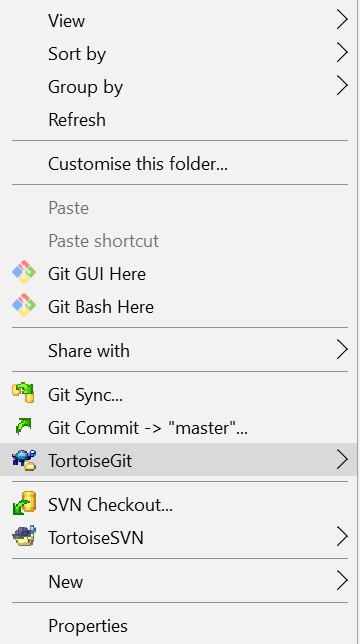 View
Sort by
Group by
Refresh
Customise this folder...
Paste
Paste shortcut
Git GUI Here
Git Bash Here
Share with
Git Sync...
Git Commit -> "master"...
TortoiseGit
SVN Checkout...
TortoiseSVN
New
Properties